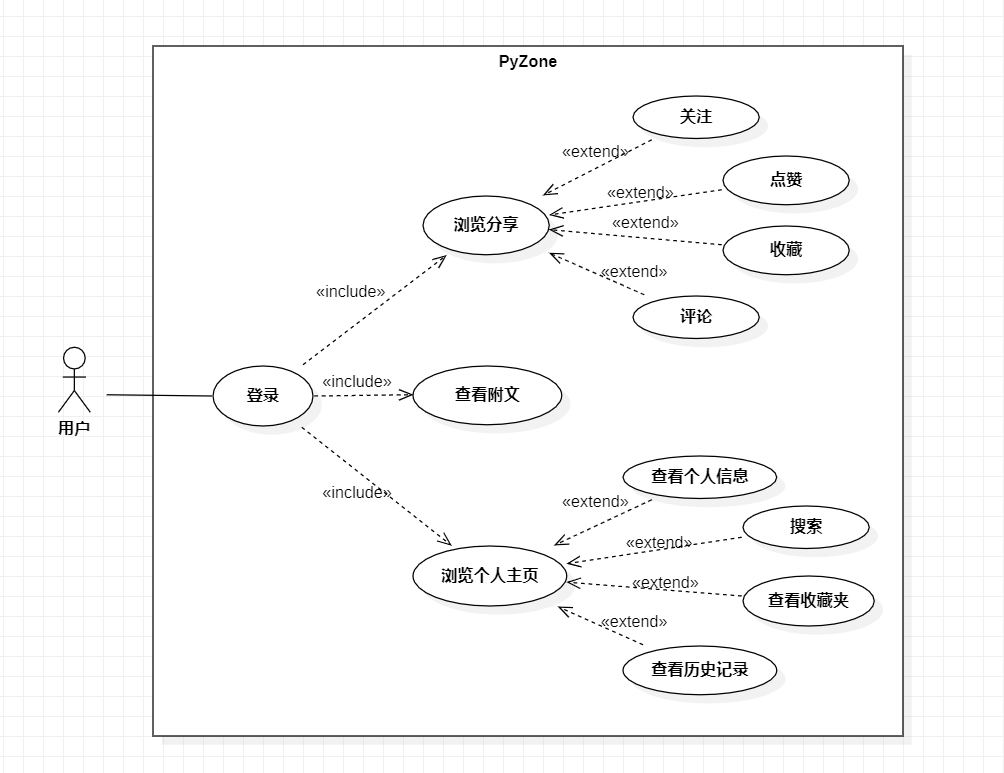 PyZone
关注
«extend»
点赞
«extend»
浏览分享
«extend»
收藏
«extend»
评论
«include»
用户
登录
«include»
查看附文
«include»
查看个人信息
«extend»
搜索
«extend»
浏览个人主页
«extend»
查看收藏夹
«extend»
查看历史记录